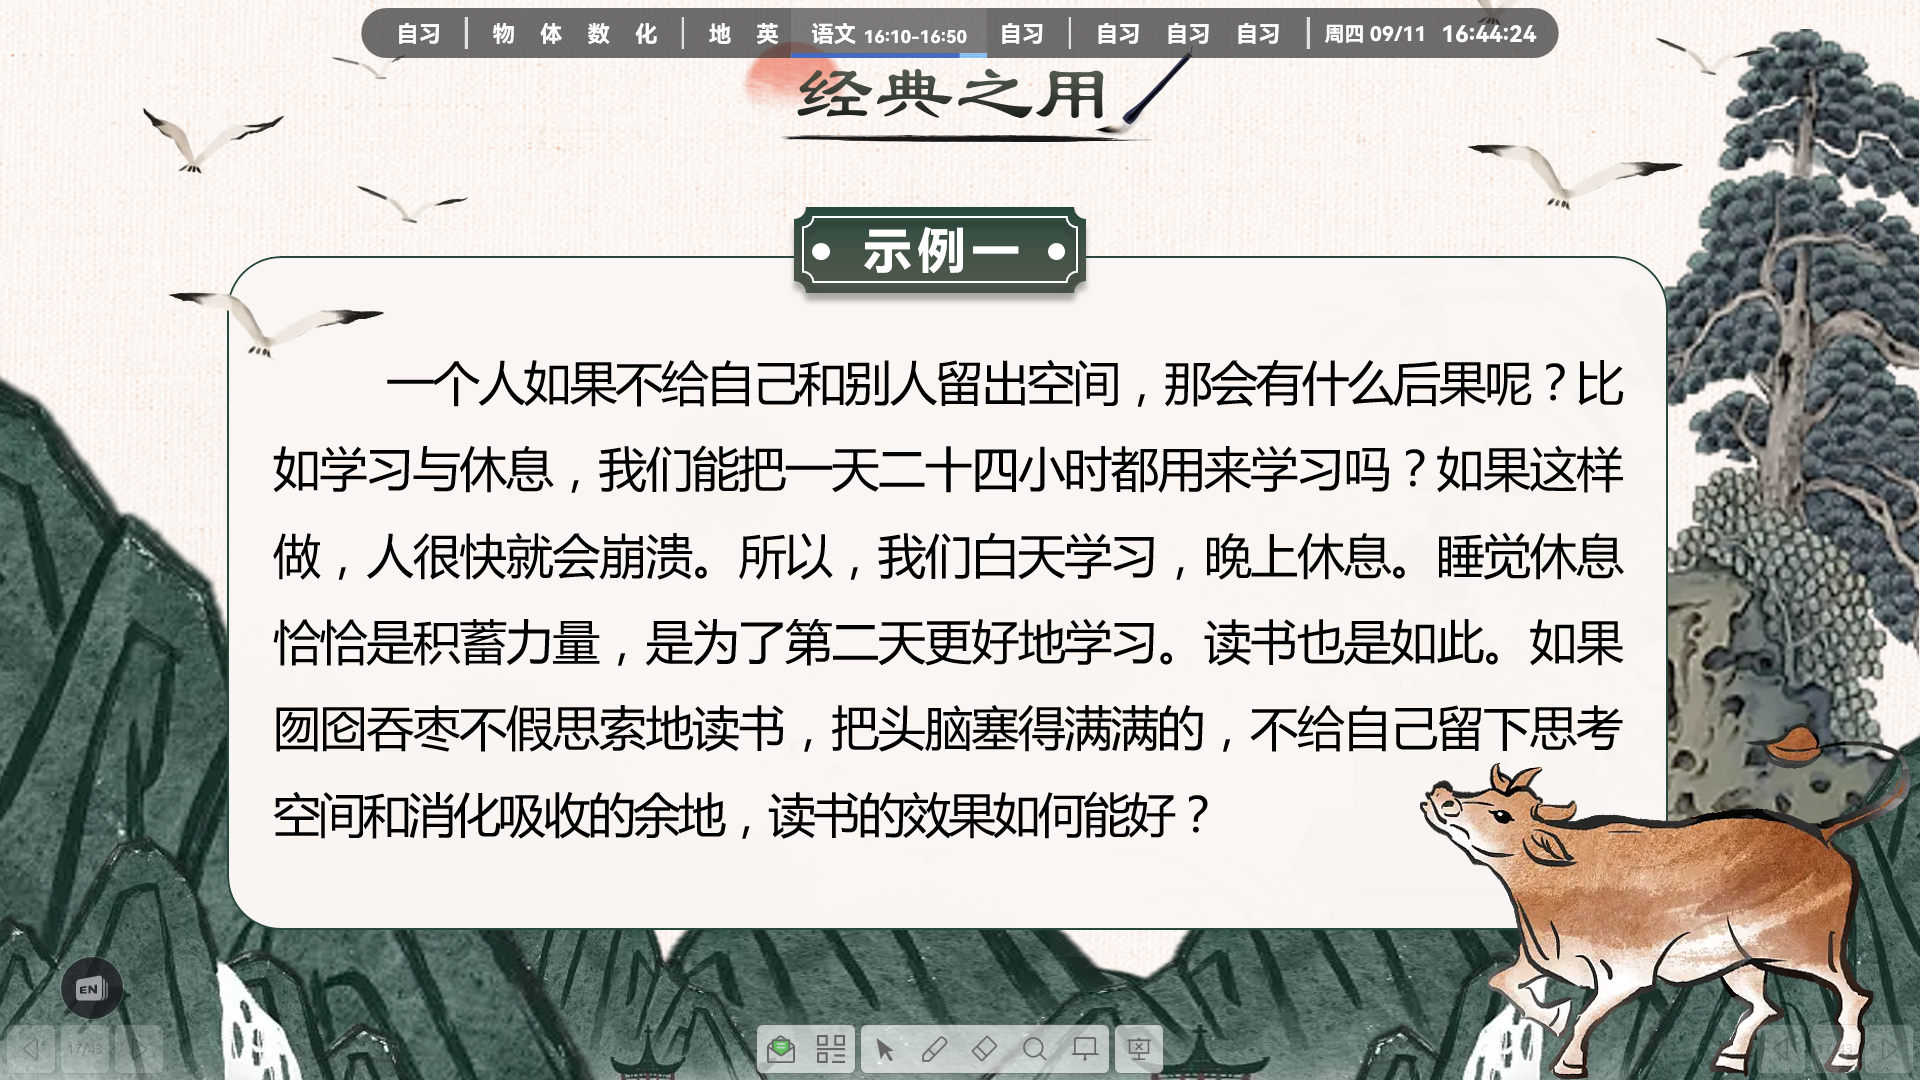 自习 | 物 体 数 化 | 地 英 语文 16:10-16:50 自习 | 自习 自习 自习 | 周四 09/11 16:44:24
经典之用
示例一
一个人如果不给自己和别人留出空间，那会有什么后果呢？比
如学习与休息，我们能把一天二十四小时都用来学习吗？如果这样
做，人很快就会崩溃。所以，我们白天学习，晚上休息。睡觉休息
恰恰是积蓄力量，是为了第二天更好地学习。读书也是如此。如果
囫囵吞枣不假思索地读书，把头脑塞得满满的，不给自己留下思考
空间和消化吸收的余地，读书的效果如何能好？
EN
17/43